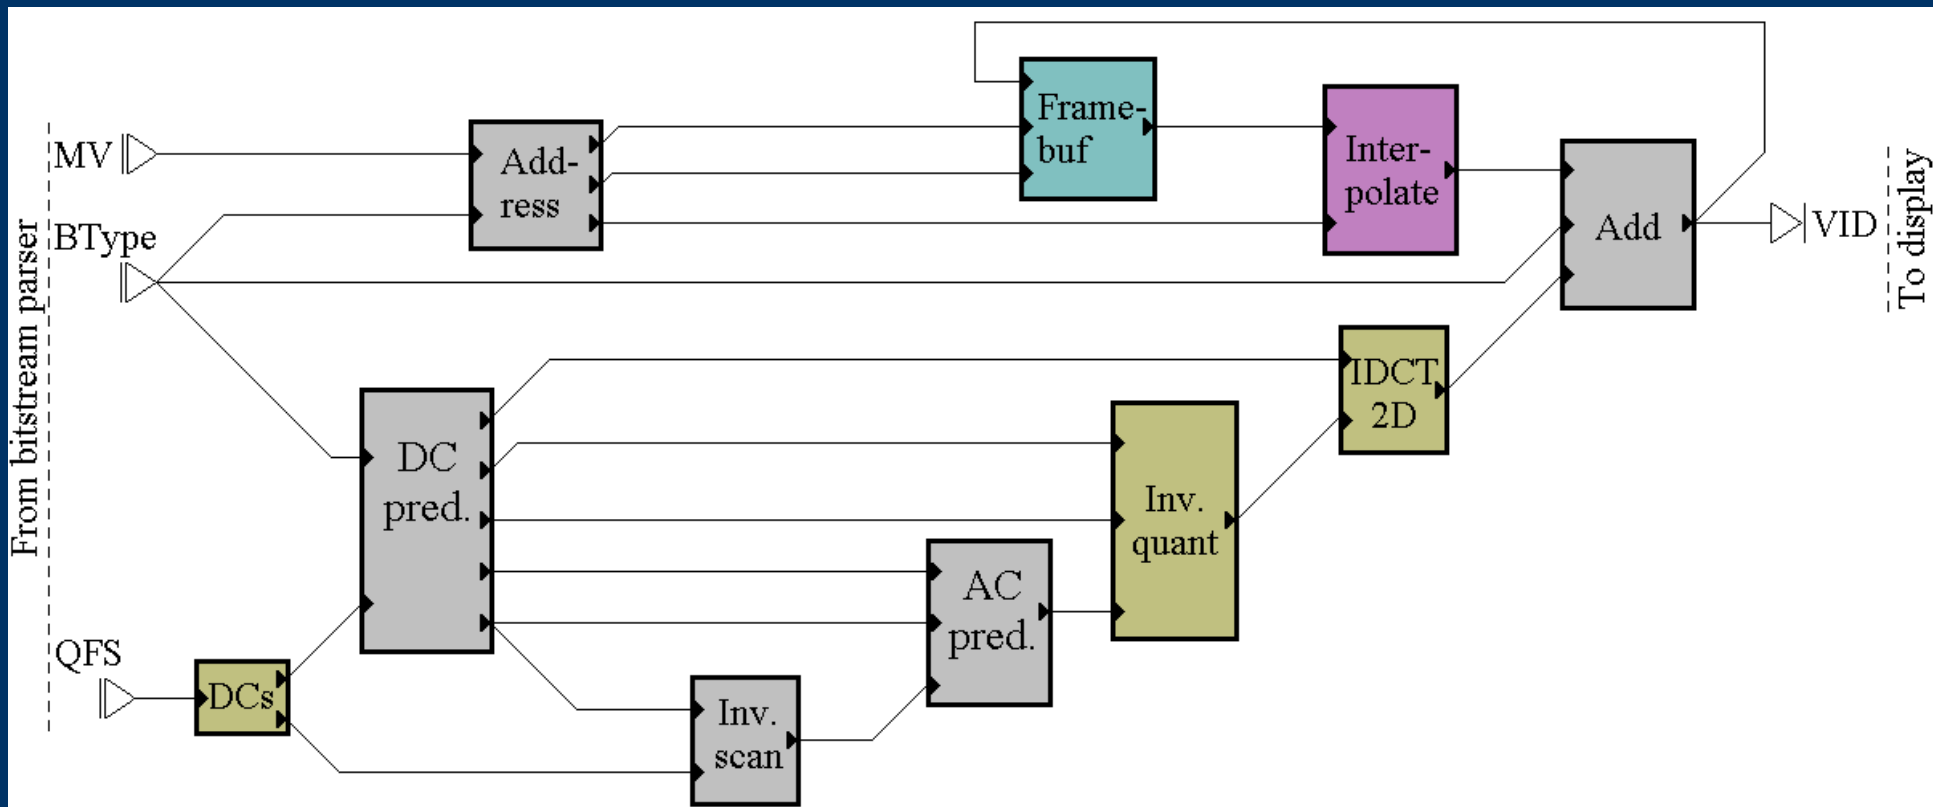 From bitstream parser
MV
BType
QFS
Add-
ress
Frame-
buf
Inter-
polate
Add
VID
To display
DC
pred.
IDCT
2D
Inv.
quant
AC
pred.
DCs
Inv.
scan